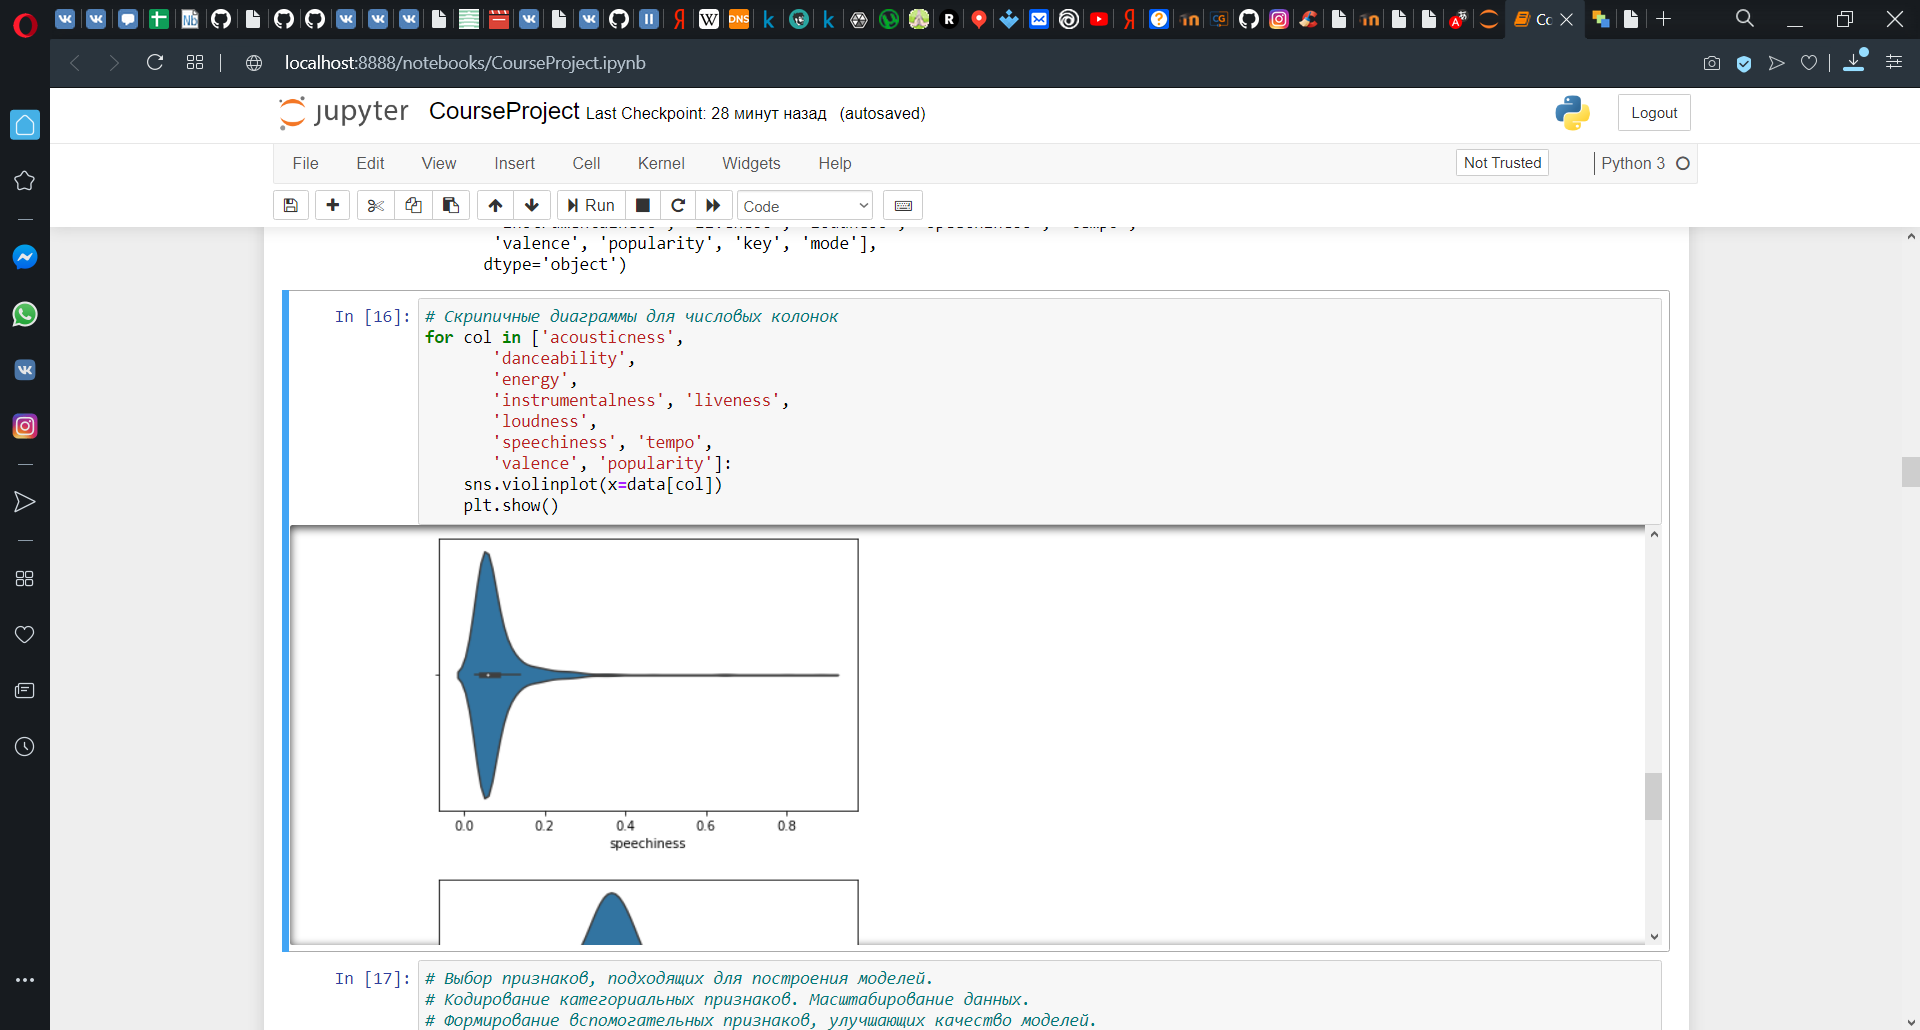 Cc
localhost:8888/notebooks/CourseProject.ipynb
jupyter CourseProject Last Checkpoint: 28 минут назад (autosaved)
Logout
File Edit View Insert Cell Kernel Widgets Help
Not Trusted
Python 3
Run
Code
'valence', 'popularity', 'key', 'mode'],
dtype='object')
In [16]:
# Скрипичные диаграммы для числовых колонок
for col in ['acousticness',
'danceability',
'energy',
'instrumentalness', 'liveness',
'loudness',
'speechiness', 'tempo',
'valence', 'popularity']:
sns.violinplot(x=data[col])
plt.show()
0.0 0.2 0.4 0.6 0.8
speechiness
In [17]:
# Выбор признаков, подходящих для построения моделей.
# Кодирование категориальных признаков. Масштабирование данных.
# Формирование вспомогательных признаков, улучшающих качество моделей.